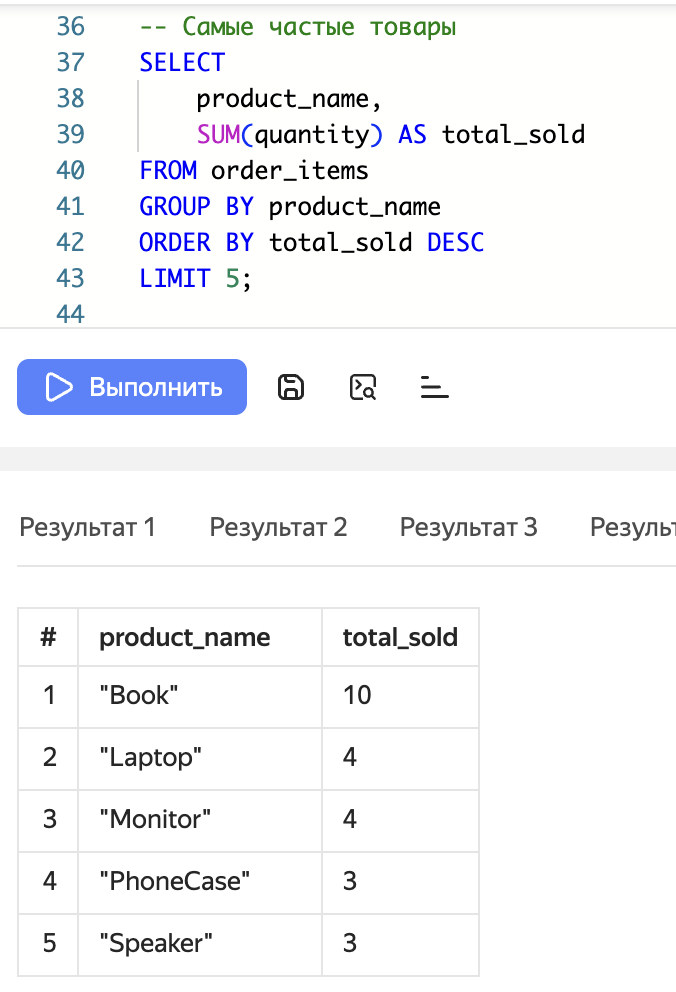 36 -- Самые частые товары
37 SELECT
38 product_name,
39 SUM(quantity) AS total_sold
40 FROM order_items
41 GROUP BY product_name
42 ORDER BY total_sold DESC
43 LIMIT 5;
44
Выполнить
Результат 1 Результат 2 Результат 3
# product_name total_sold
1 "Book" 10
2 "Laptop" 4
3 "Monitor" 4
4 "PhoneCase" 3
5 "Speaker" 3